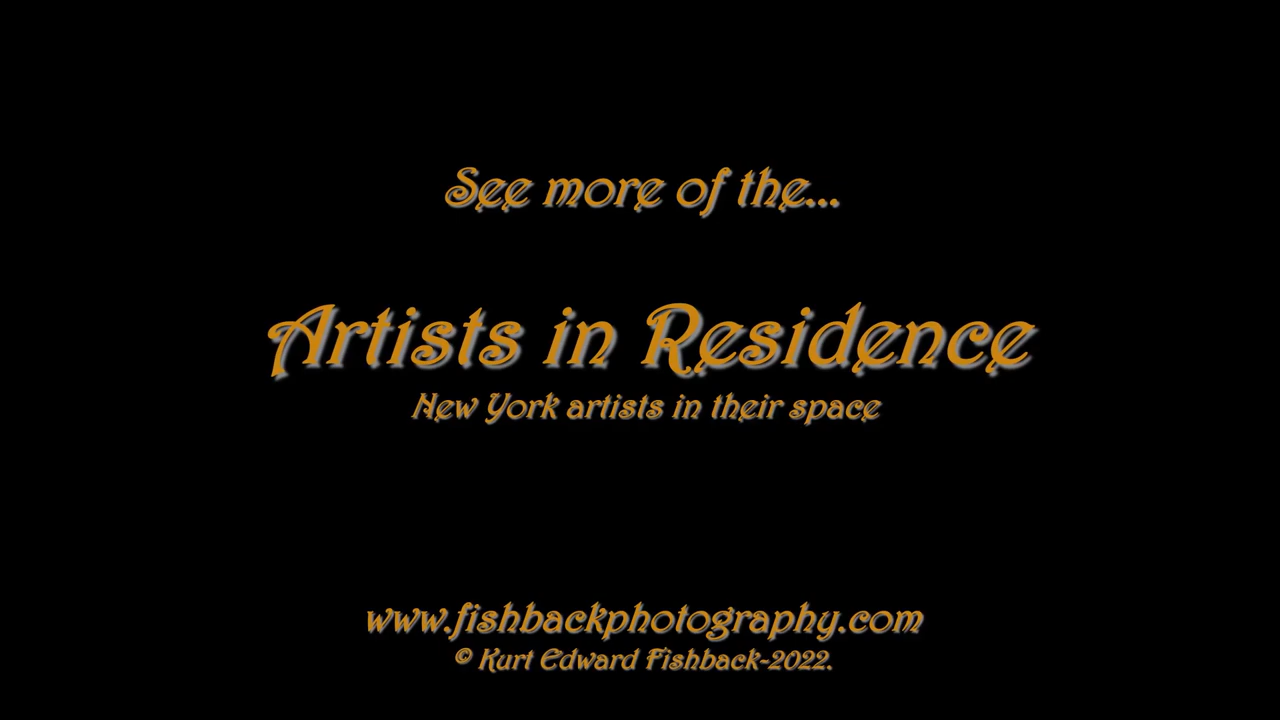 See more of the...
Artists in Residence
New York artists in their space
www.fishbackphotography.com
© Kurt Edward Fishback-2022.